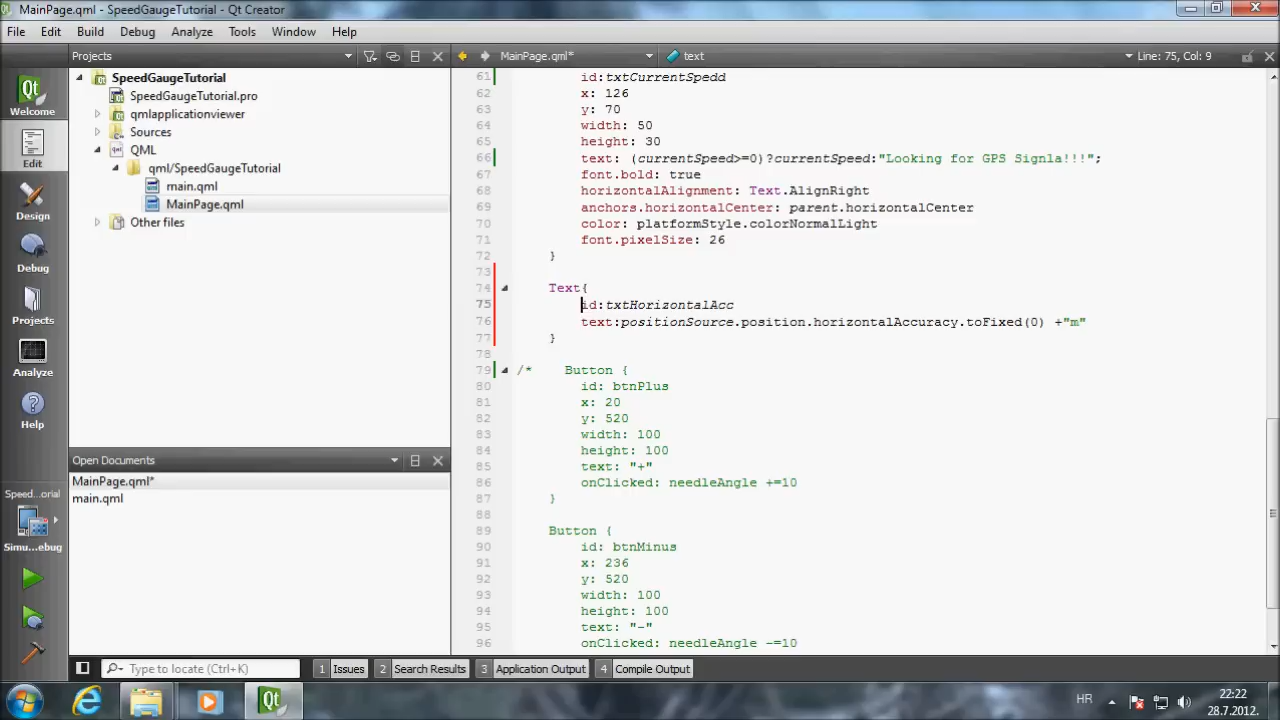 MainPage.qml - SpeedGaugeTutorial - Qt Creator
File Edit Build Debug Analyze Tools Window Help
Projects
MainPage.qml*
text
Line: 75, Col: 9
Welcome
Edit
Design
Debug
Projects
Analyze
Help
Speed...orial
Simu...ebug
SpeedGaugeTutorial
SpeedGaugeTutorial.pro
qmlapplicationviewer
Sources
QML
qml/SpeedGaugeTutorial
main.qml
MainPage.qml
Other files
Open Documents
MainPage.qml*
main.qml
61 id:txtCurrentSpedd
62 x: 126
63 y: 70
64 width: 50
65 height: 30
66 text: (currentSpeed>=0)?currentSpeed:"Looking for GPS Signla!!!";
67 font.bold: true
68 horizontalAlignment: Text.AlignRight
69 anchors.horizontalCenter: parent.horizontalCenter
70 color: platformStyle.colorNormalLight
71 font.pixelSize: 26
72 }
73
74 Text{
75 id:txtHorizontalAcc
76 text:positionSource.position.horizontalAccuracy.toFixed(0) +"m"
77 }
78
79 /* Button {
80 id: btnPlus
81 x: 20
82 y: 520
83 width: 100
84 height: 100
85 text: "+"
86 onClicked: needleAngle +=10
87 }
88
89 Button {
90 id: btnMinus
91 x: 236
92 y: 520
93 width: 100
94 height: 100
95 text: "-"
96 onClicked: needleAngle -=10
Type to locate (Ctrl+K)
1 Issues
2 Search Results
3 Application Output
4 Compile Output
HR
22:22
28.7.2012.